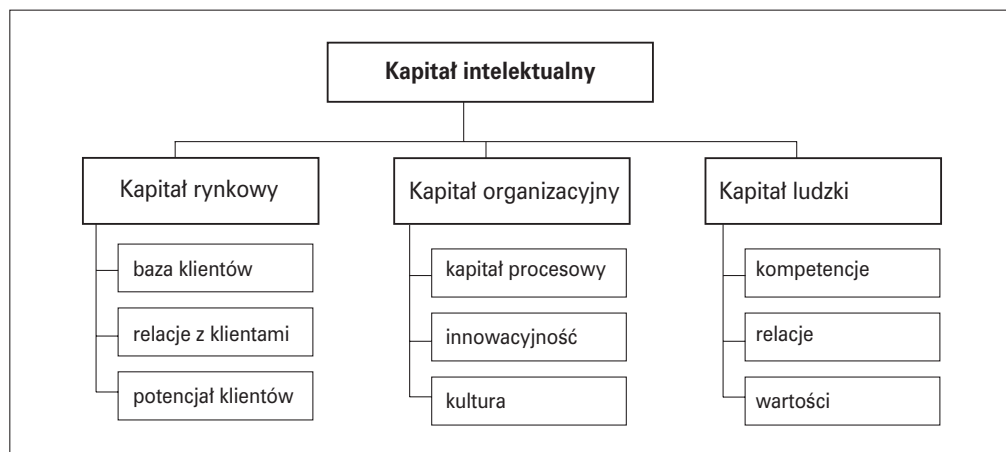 Kapitał intelektualny
Kapitał rynkowy
baza klientów
relacje z klientami
potencjał klientów
Kapitał organizacyjny
kapitał procesowy
innowacyjność
kultura
Kapitał ludzki
kompetencje
relacje
wartości